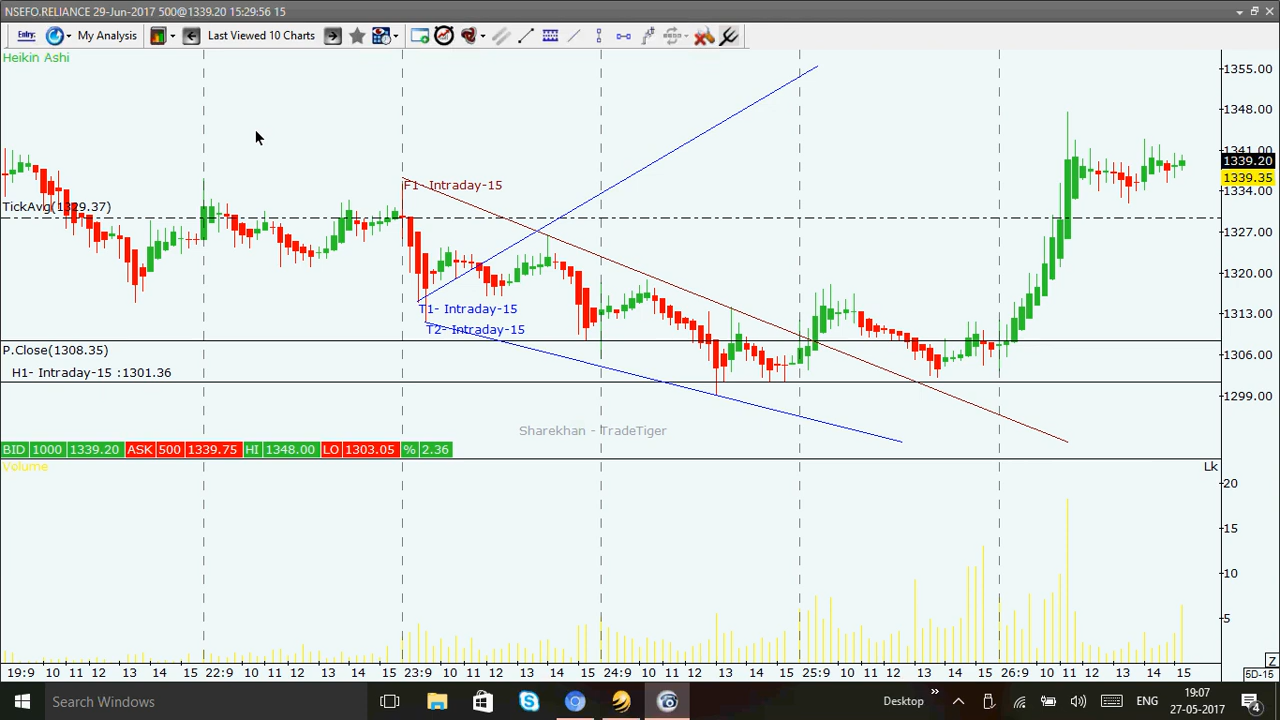 NSEFO.RELIANCE 29-Jun-2017 500@1339.20 15:29:56 15
Intra: My Analysis Last Viewed 10 Charts
Heikin Ashi
1355.00
1348.00
1341.00
1339.20
1339.35
1334.00
1327.00
1320.00
1313.00
1306.00
1299.00
F1- Intraday-15
TickAvg(1329.37)
T1- Intraday-15
T2- Intraday-15
P.Close(1308.35)
H1- Intraday-15 :1301.36
Sharekhan - TradeTiger
BID 1000 1339.20 ASK 500 1339.75 HI 1348.00 LO 1303.05 % 2.36
Volume
Lk
20
15
10
5
19:9 10 11 12 13 14 15 22:9 10 11 12 13 14 15 23:9 10 11 12 13 14 15 24:9 10 11 12 13 14 15 25:9 10 11 12 13 14 15 26:9 10 11 12 13 14 15
Z
5D-15
Search Windows
Desktop
ENG
19:07
27-05-2017
4